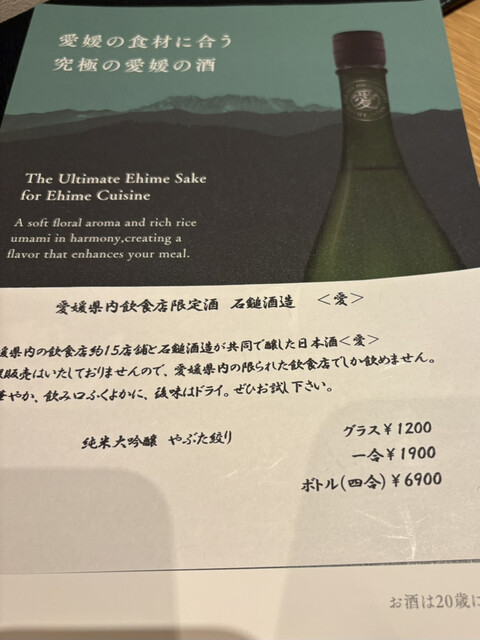 愛媛の食材に合う
究極の愛媛の酒
愛
The Ultimate Ehime Sake
for Ehime Cuisine
A soft floral aroma and rich rice
umami in harmony,creating a
flavor that enhances your meal.
愛媛県内飲食店限定酒 石鎚酒造 <愛>
媛県内の飲食店約15店舗と石鎚酒造が共同で醸した日本酒<愛>
販売はいたしておりませんので、愛媛県内の限られた飲食店でしか飲めません。
やか、飲み口ふくよかに、後味はドライ。ぜひお試し下さい。
純米大吟醸 やぶた絞り
グラス¥1200
一合¥1900
ボトル(四合)¥6900
お酒は20歳に